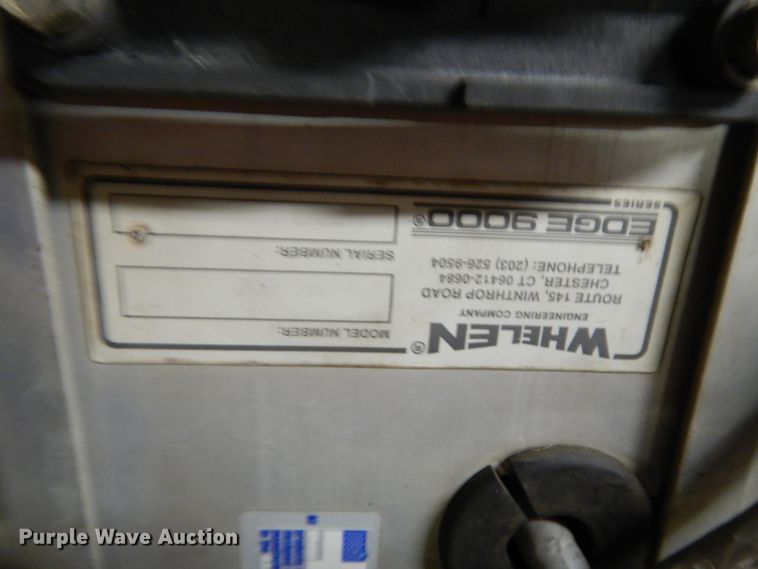 WHELEN®
ENGINEERING COMPANY
ROUTE 145, WINTHROP ROAD
CHESTER, CT 06412-0684
TELEPHONE: (203) 526-9504
EDGE 9000®
SERIES
MODEL NUMBER:
SERIAL NUMBER:
Purple Wave Auction